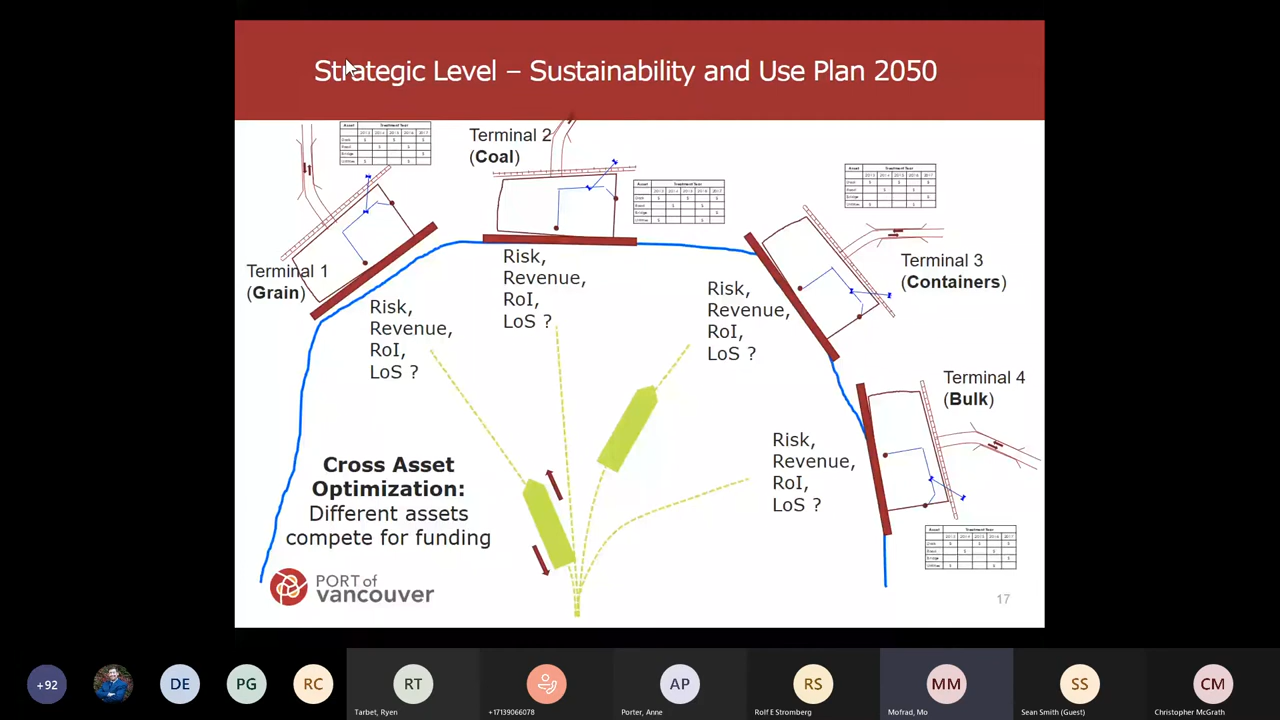 Strategic Level – Sustainability and Use Plan 2050
Terminal 1
(Grain)
Risk,
Revenue,
RoI,
LoS ?
Terminal 2
(Coal)
Risk,
Revenue,
RoI,
LoS ?
Terminal 3
(Containers)
Risk,
Revenue,
RoI,
LoS ?
Terminal 4
(Bulk)
Risk,
Revenue,
RoI,
LoS ?
Cross Asset
Optimization:
Different assets
compete for funding
PORT of
vancouver
17
+92
DE
PG
RC
RT
Tarbet, Ryen
+17139066078
AP
Porter, Anne
RS
Rolf E Stromberg
MM
Mofrad, Mo
SS
Sean Smith (Guest)
CM
Christopher McGrath